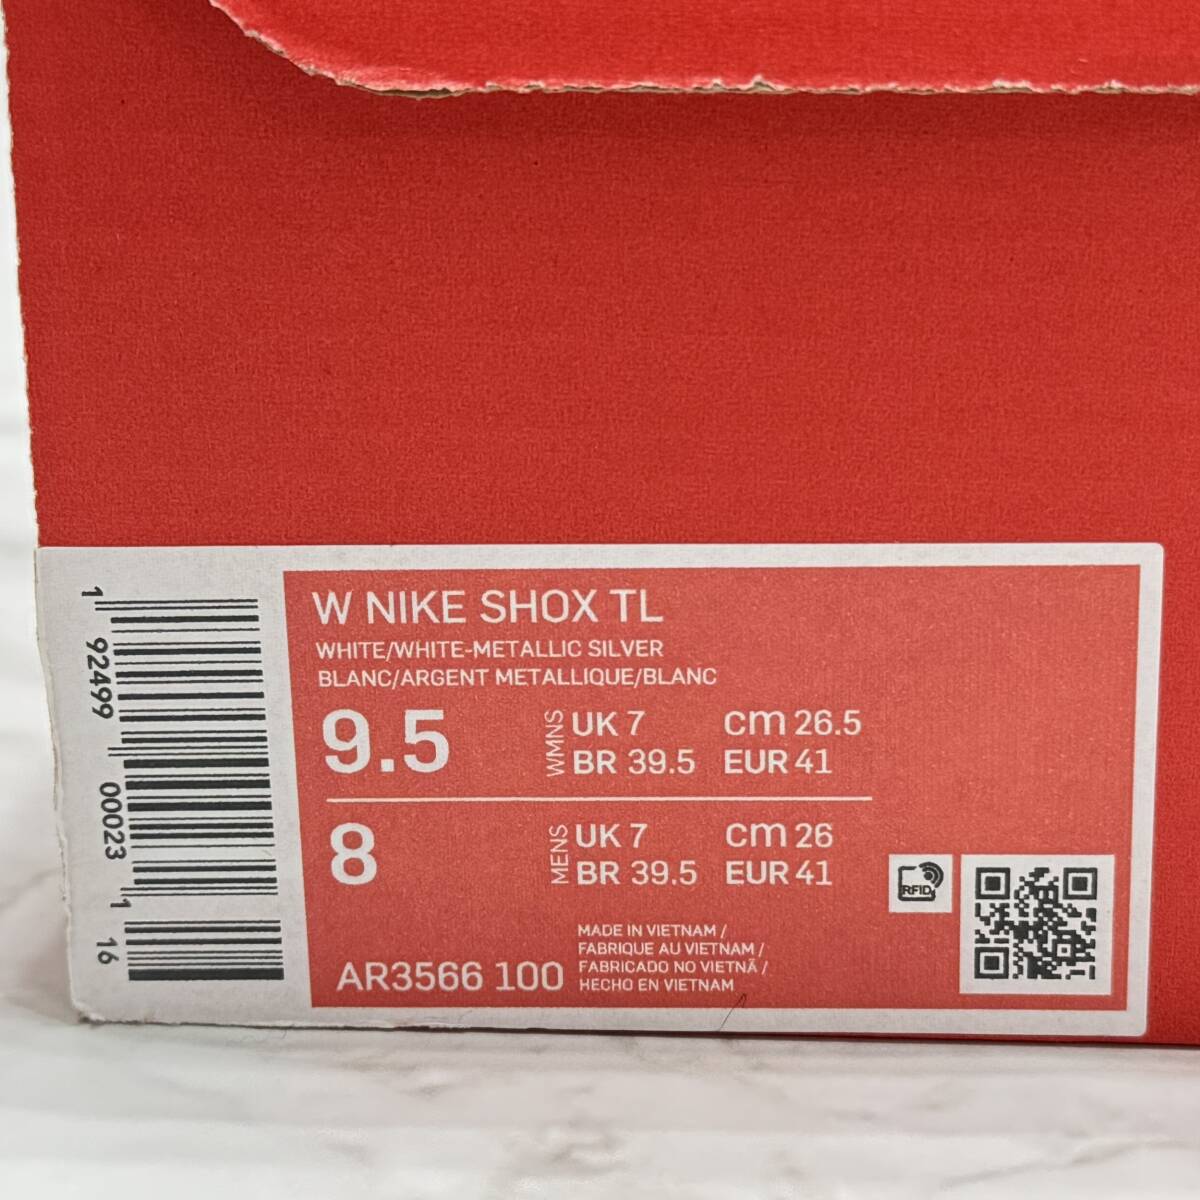 W NIKE SHOX TL
WHITE/WHITE-METALLIC SILVER
BLANC/ARGENT METALLIQUE/BLANC
9.5 WMNS UK 7 cm 26.5
BR 39.5 EUR 41
8 MENS UK 7 cm 26
BR 39.5 EUR 41
AR3566 100
MADE IN VIETNAM /
FABRIQUE AU VIETNAM /
FABRICADO NO VIETNÃ /
HECHO EN VIETNAM
RFID
1 92499 00023 1 16